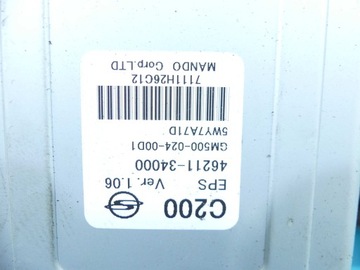 C200
EPS Ver. 1.06
46211-34000
GM500-024-00D1
5WY7A71D
7111H26C12
MANDO Corp.LTD